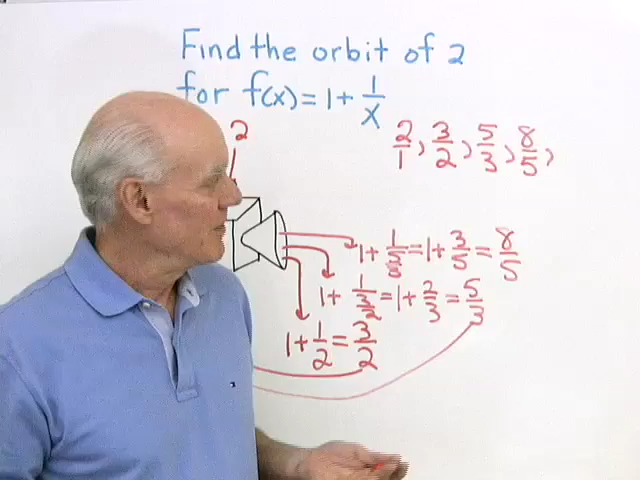 Find the orbit of 2
for f(x) = 1 + 1/x
2
2/1, 3/2, 5/3, 8/5,
1 + 1/(5/3) = 1 + 3/5 = 8/5
1 + 1/(3/2) = 1 + 2/3 = 5/3
1 + 1/2 = 3/2